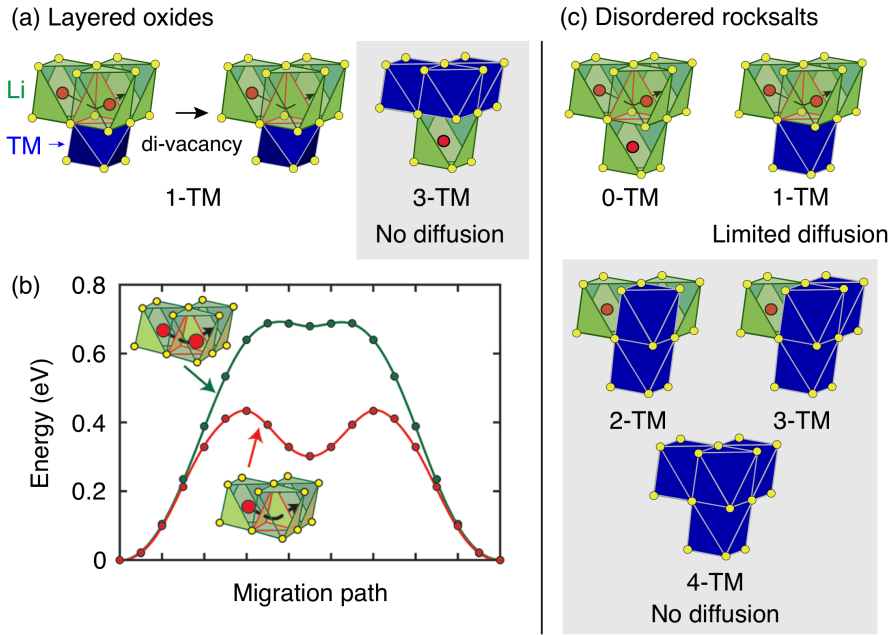 (a) Layered oxides
Li
TM
di-vacancy
1-TM
3-TM
No diffusion
(b)
Energy (eV)
0.8
0.6
0.4
0.2
0
Migration path
(c) Disordered rocksalts
0-TM
1-TM
Limited diffusion
2-TM
3-TM
4-TM
No diffusion